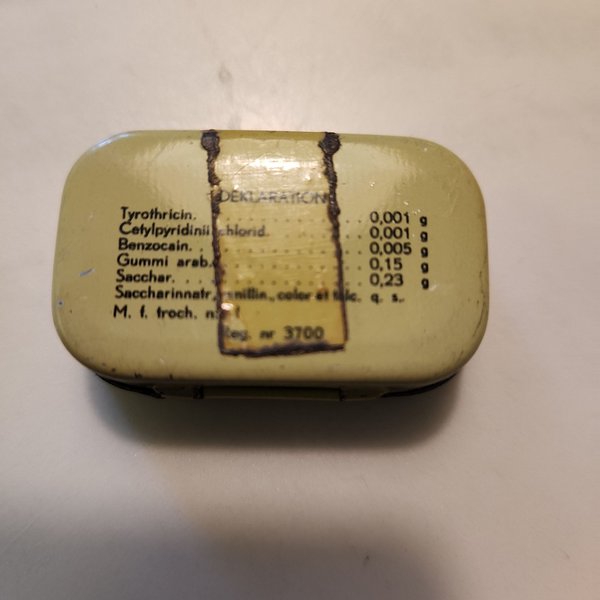 DEKLARATION
Tyrothricin. . . . . . . . . . . . . . 0,001 g
Cetylpyridinii chlorid. . . . . . . . 0,001 g
Benzocain. . . . . . . . . . . . . . 0,005 g
Gummi arab. . . . . . . . . . . . . 0,15 g
Sacchar. . . . . . . . . . . . . . . 0,23 g
Saccharinnatr., vanillin., color et talc. q. s.
M. f. troch. n:r I
Reg. nr 3700